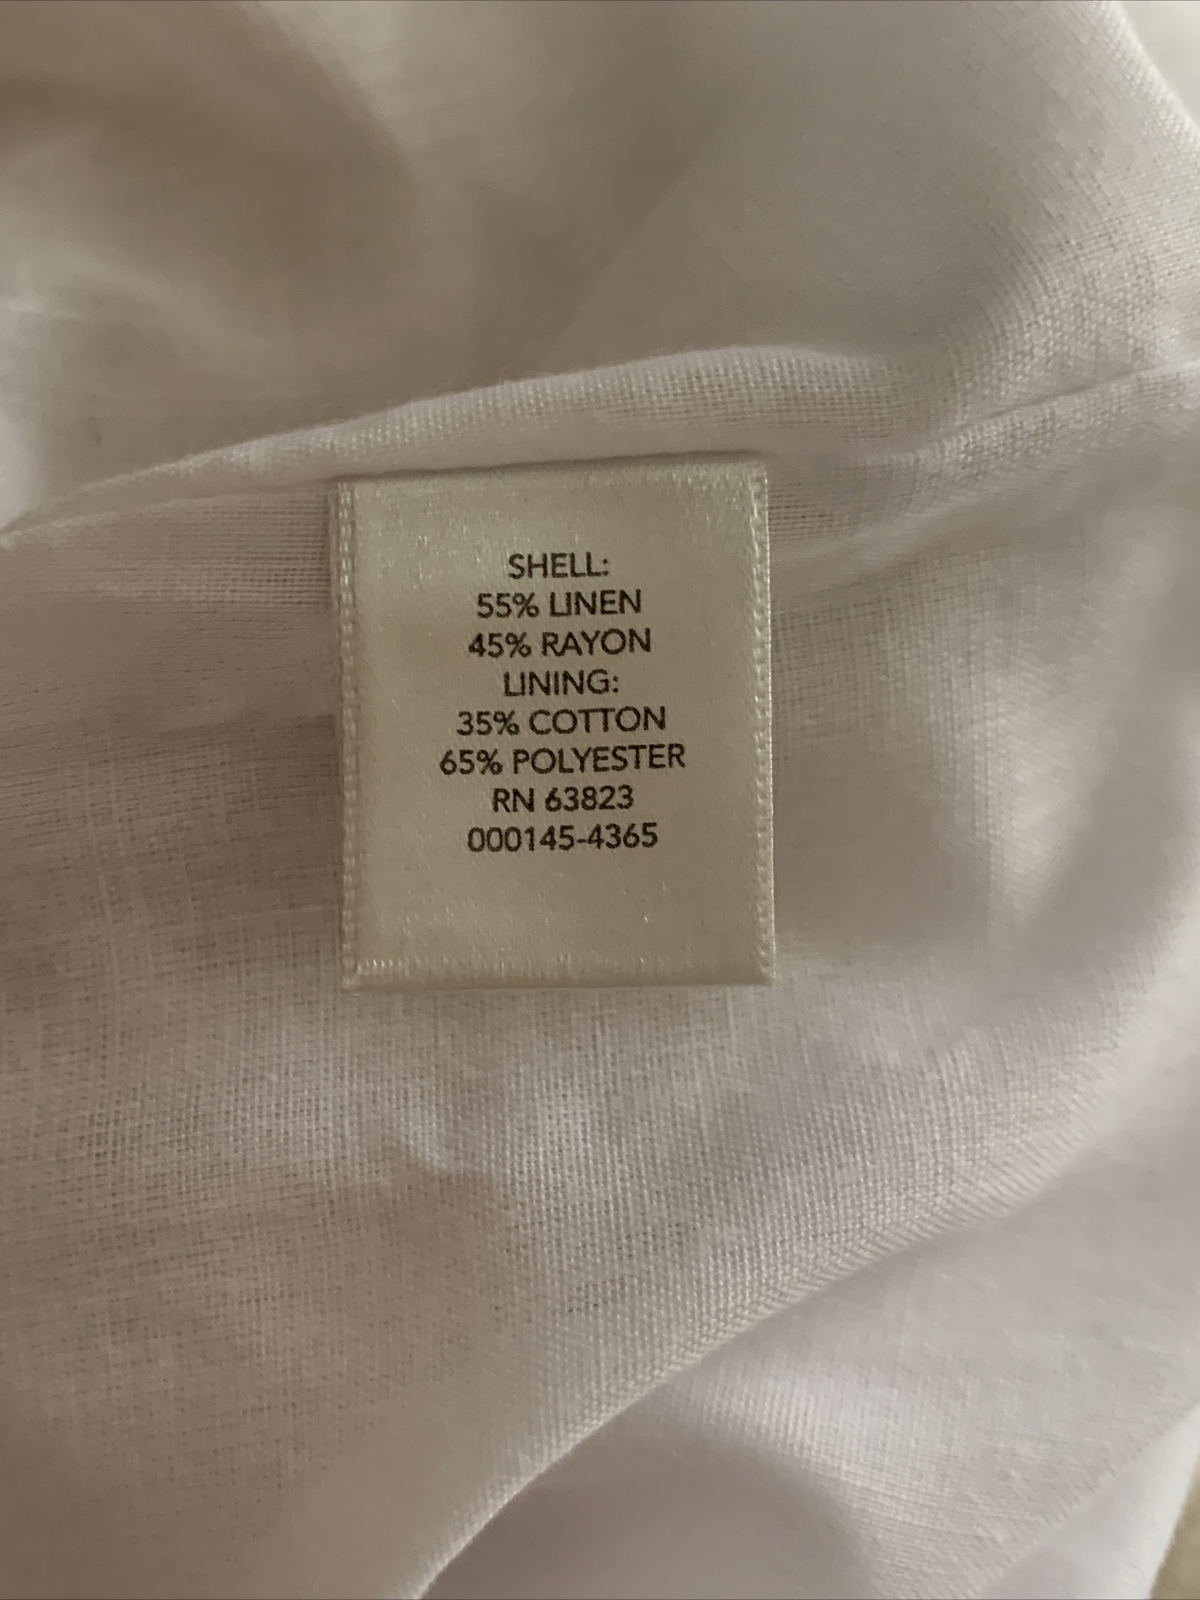 SHELL:
55% LINEN
45% RAYON
LINING:
35% COTTON
65% POLYESTER
RN 63823
000145-4365